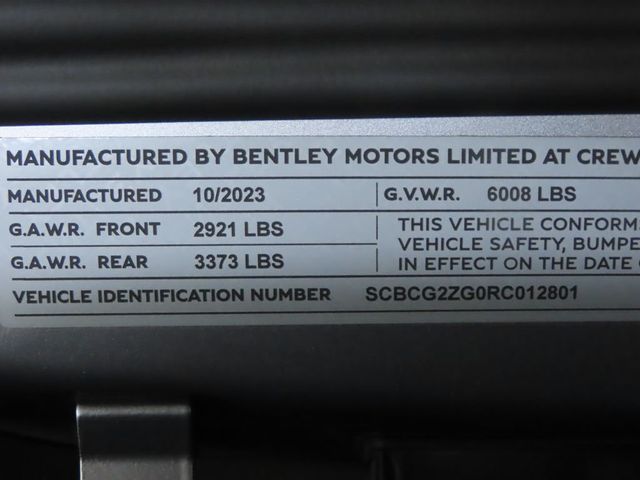 MANUFACTURED BY BENTLEY MOTORS LIMITED AT CREW
MANUFACTURED 10/2023 G.V.W.R. 6008 LBS
G.A.W.R. FRONT 2921 LBS THIS VEHICLE CONFORM
VEHICLE SAFETY, BUMPE
G.A.W.R. REAR 3373 LBS IN EFFECT ON THE DATE
VEHICLE IDENTIFICATION NUMBER SCBCG2ZG0RC012801